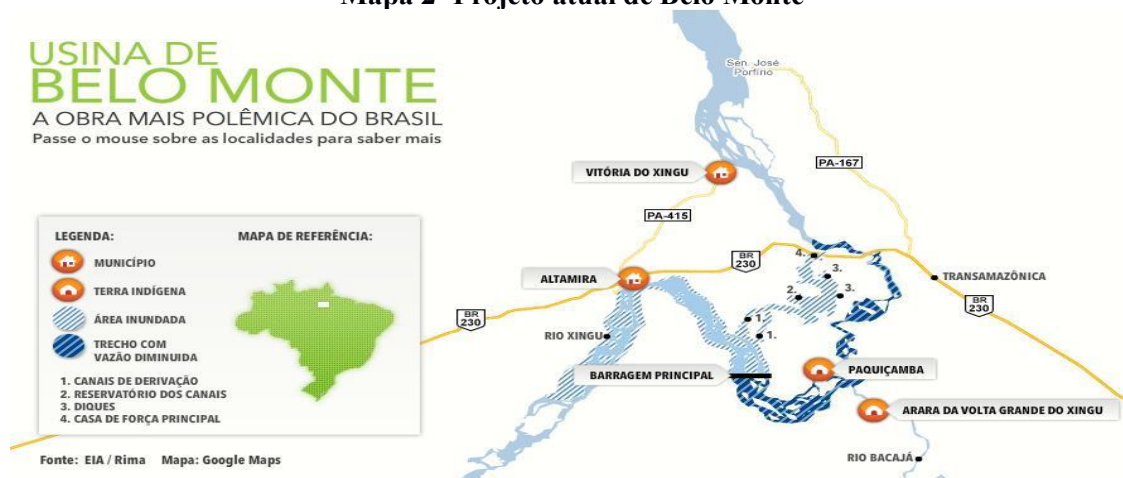 Mapa 2- Projeto atual de Belo Monte
USINA DE
BELO MONTE
A OBRA MAIS POLÊMICA DO BRASIL
Passe o mouse sobre as localidades para saber mais
Sen. José
Porfírio
VITÓRIA DO XINGU
PA-167
PA-415
LEGENDA:
MUNICÍPIO
TERRA INDÍGENA
ÁREA INUNDADA
TRECHO COM
VAZÃO DIMINUIDA
1. CANAIS DE DERIVAÇÃO
2. RESERVATÓRIO DOS CANAIS
3. DIQUES
4. CASA DE FORÇA PRINCIPAL
MAPA DE REFERÊNCIA:
ALTAMIRA
BR
230
BR
230
4.
3.
2.
3.
1.
1.
TRANSAMAZÔNICA
BR
230
RIO XINGU
BARRAGEM PRINCIPAL
PAQUIÇAMBA
ARARA DA VOLTA GRANDE DO XINGU
RIO BACAJÁ
Fonte: EIA / Rima Mapa: Google Maps